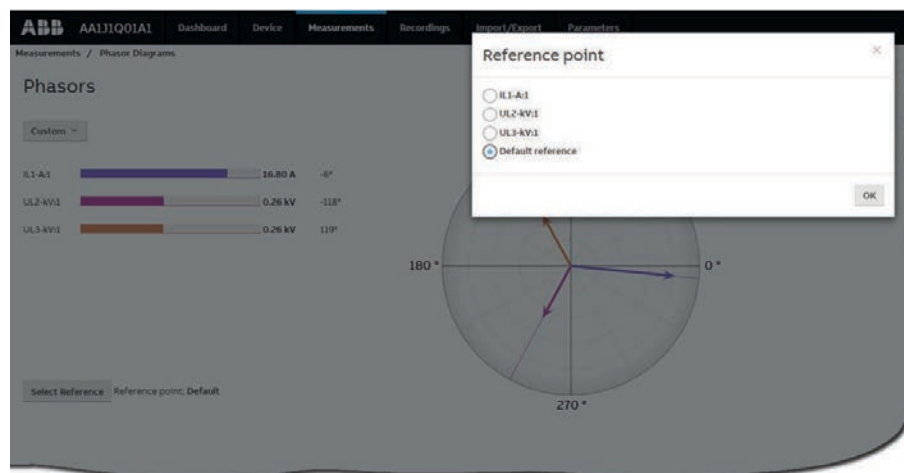 ABB AA1J1Q01A1 Dashboard Device Measurements Recordings Import/Export Parameters
Measurements / Phasor Diagrams
Reference point ×
Phasors
IL1-A:1
UL2-kV:1
UL3-kV:1
Default reference
OK
Custom
IL1-A:1 16.80 A -6°
UL2-kV:1 0.26 kV -118°
UL3-kV:1 0.26 kV 119°
180 ° 0 °
270 °
Select Reference Reference point: Default